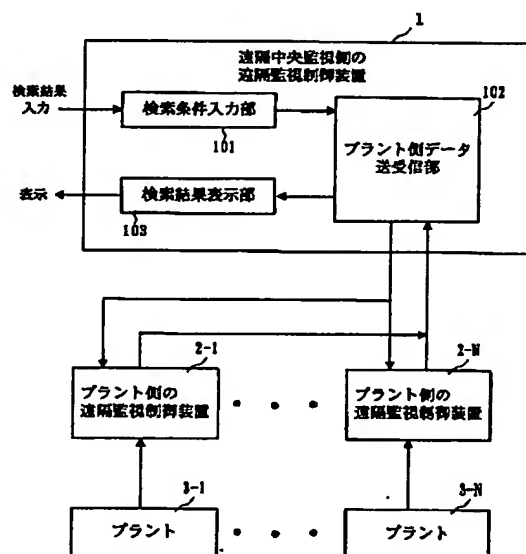 1
遠隔中央監視側の
遠隔監視制御装置
検索結果
入力
検索条件入力部
101
102
プラント側データ
送受信部
表示
検索結果表示部
103
2-1
プラント側の
遠隔監視制御装置
2-N
プラント側の
遠隔監視制御装置
3-1
プラント
3-N
プラント